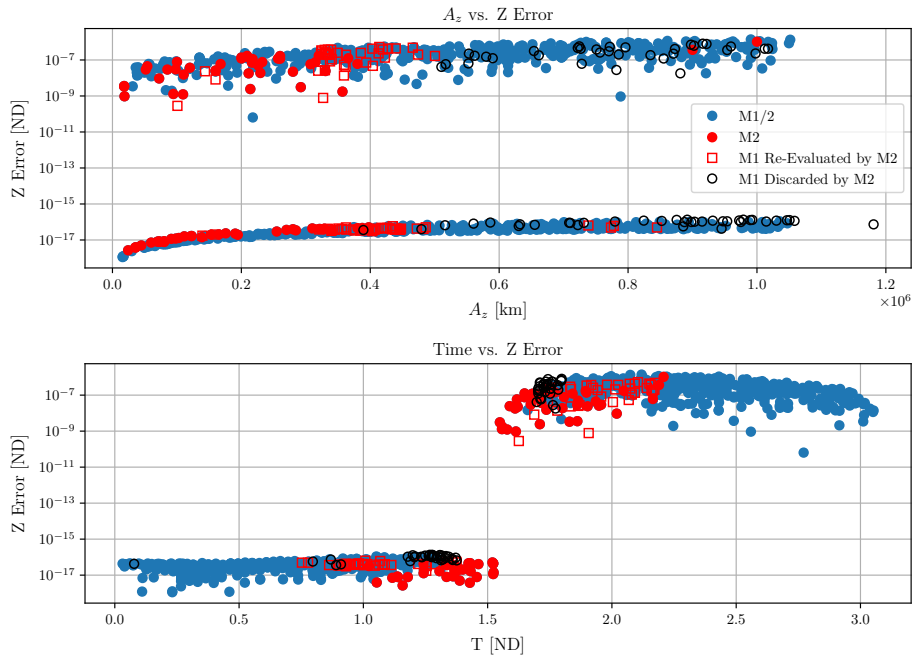 A_z vs. Z Error
Z Error [ND]
10^-7
10^-9
10^-11
10^-13
10^-15
10^-17
M1/2
M2
M1 Re-Evaluated by M2
M1 Discarded by M2
0.0 0.2 0.4 0.6 0.8 1.0 1.2
×10^6
A_z [km]
Time vs. Z Error
Z Error [ND]
10^-7
10^-9
10^-11
10^-13
10^-15
10^-17
0.0 0.5 1.0 1.5 2.0 2.5 3.0
T [ND]